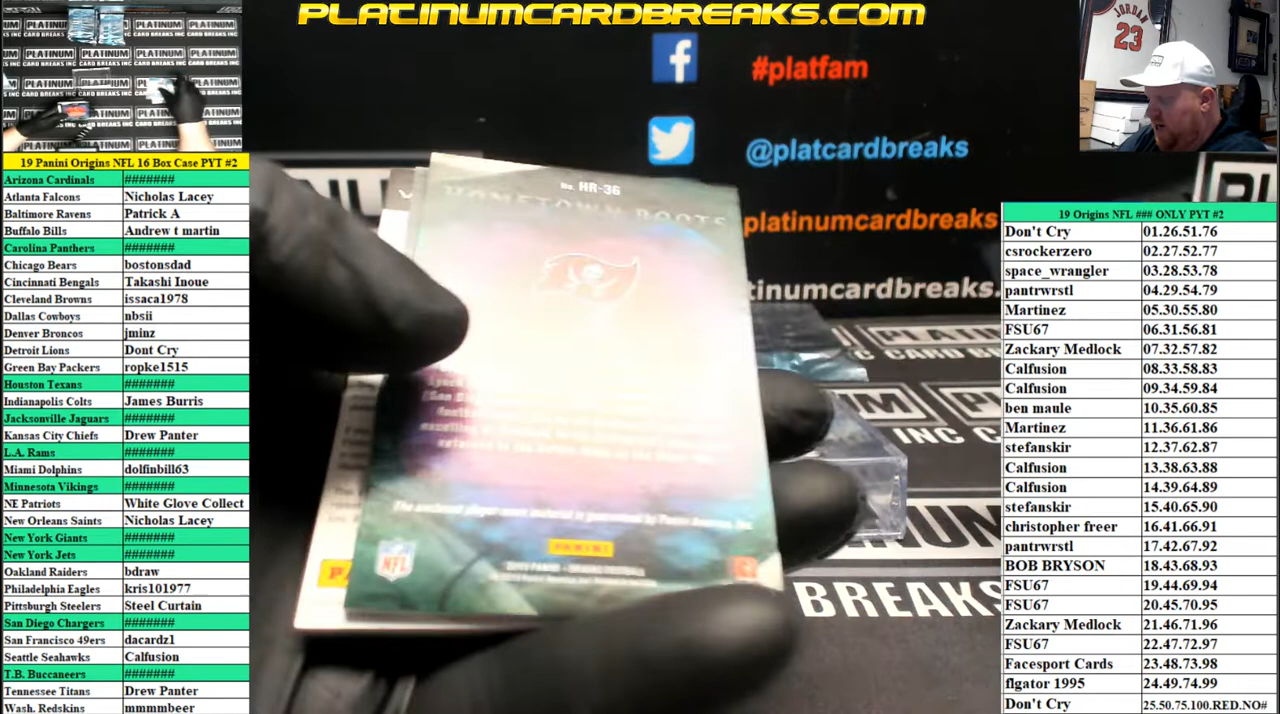 PLATINUMCARDBREAKS.COM
#platfam
@platcardbreaks
platinumcardbreaks
tinumcardbreaks.
JORDAN
23
19 Panini Origins NFL 16 Box Case PYT #2
Arizona Cardinals #######
Atlanta Falcons Nicholas Lacey
Baltimore Ravens Patrick A
Buffalo Bills Andrew t martin
Carolina Panthers #######
Chicago Bears bostonsdad
Cincinnati Bengals Takashi Inoue
Cleveland Browns issaca1978
Dallas Cowboys nbsii
Denver Broncos jminz
Detroit Lions Dont Cry
Green Bay Packers ropke1515
Houston Texans #######
Indianapolis Colts James Burris
Jacksonville Jaguars #######
Kansas City Chiefs Drew Panter
L.A. Rams #######
Miami Dolphins dolfinbill63
Minnesota Vikings #######
NE Patriots White Glove Collect
New Orleans Saints Nicholas Lacey
New York Giants #######
New York Jets #######
Oakland Raiders bdraw
Philadelphia Eagles kris101977
Pittsburgh Steelers Steel Curtain
San Diego Chargers #######
San Francisco 49ers dacardz1
Seattle Seahawks Calfusion
T.B. Buccaneers #######
Tennessee Titans Drew Panter
Wash. Redskins mmmmbeer
No. HR-36
HOMETOWN ROOTS
PANINI
NFL
INC C
BREAKS
19 Origins NFL ### ONLY PYT #2
Don't Cry 01.26.51.76
csrockerzero 02.27.52.77
space_wrangler 03.28.53.78
pantrwrstl 04.29.54.79
Martinez 05.30.55.80
FSU67 06.31.56.81
Zackary Medlock 07.32.57.82
Calfusion 08.33.58.83
Calfusion 09.34.59.84
ben maule 10.35.60.85
Martinez 11.36.61.86
stefanskir 12.37.62.87
Calfusion 13.38.63.88
Calfusion 14.39.64.89
stefanskir 15.40.65.90
christopher freer 16.41.66.91
pantrwrstl 17.42.67.92
BOB BRYSON 18.43.68.93
FSU67 19.44.69.94
FSU67 20.45.70.95
Zackary Medlock 21.46.71.96
FSU67 22.47.72.97
Facesport Cards 23.48.73.98
flgator 1995 24.49.74.99
Don't Cry 25.50.75.100.RED.NO#